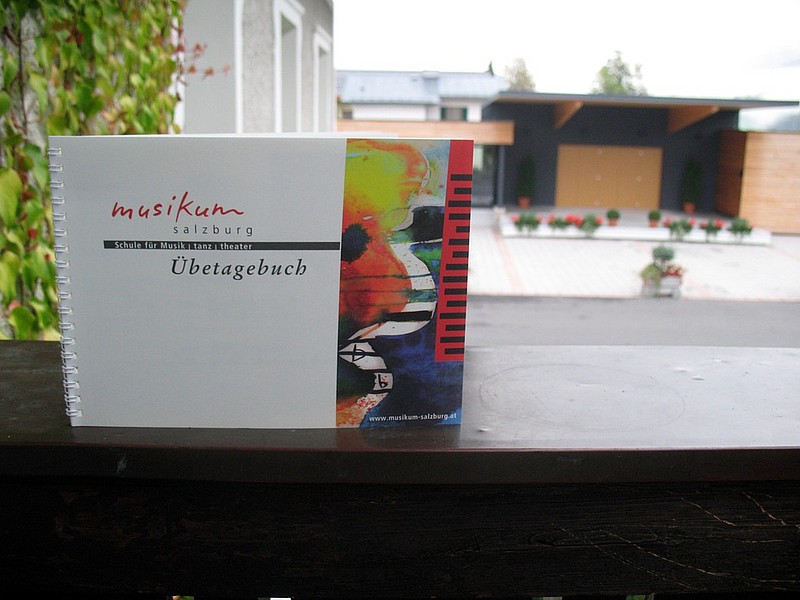 musikum
salzburg
Schule für Musik | tanz | theater
Übetagebuch
www.musikum-salzburg.at